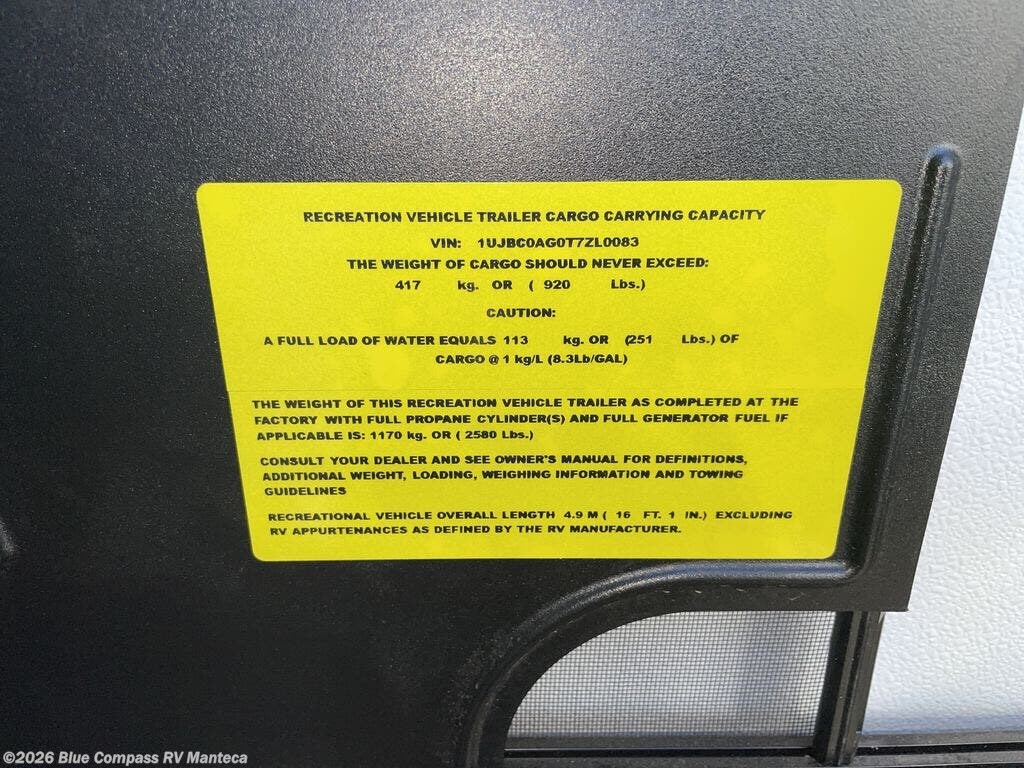 RECREATION VEHICLE TRAILER CARGO CARRYING CAPACITY
VIN: 1UJBC0AG0T7ZL0083
THE WEIGHT OF CARGO SHOULD NEVER EXCEED:
417 kg. OR ( 920 Lbs.)
CAUTION:
A FULL LOAD OF WATER EQUALS 113 kg. OR (251 Lbs.) OF
CARGO @ 1 kg/L (8.3Lb/GAL)
THE WEIGHT OF THIS RECREATION VEHICLE TRAILER AS COMPLETED AT THE
FACTORY WITH FULL PROPANE CYLINDER(S) AND FULL GENERATOR FUEL IF
APPLICABLE IS: 1170 kg. OR ( 2580 Lbs.)
CONSULT YOUR DEALER AND SEE OWNER'S MANUAL FOR DEFINITIONS,
ADDITIONAL WEIGHT, LOADING, WEIGHING INFORMATION AND TOWING
GUIDELINES
RECREATIONAL VEHICLE OVERALL LENGTH 4.9 M ( 16 FT. 1 IN.) EXCLUDING
RV APPURTENANCES AS DEFINED BY THE RV MANUFACTURER.
©2026 Blue Compass RV Manteca